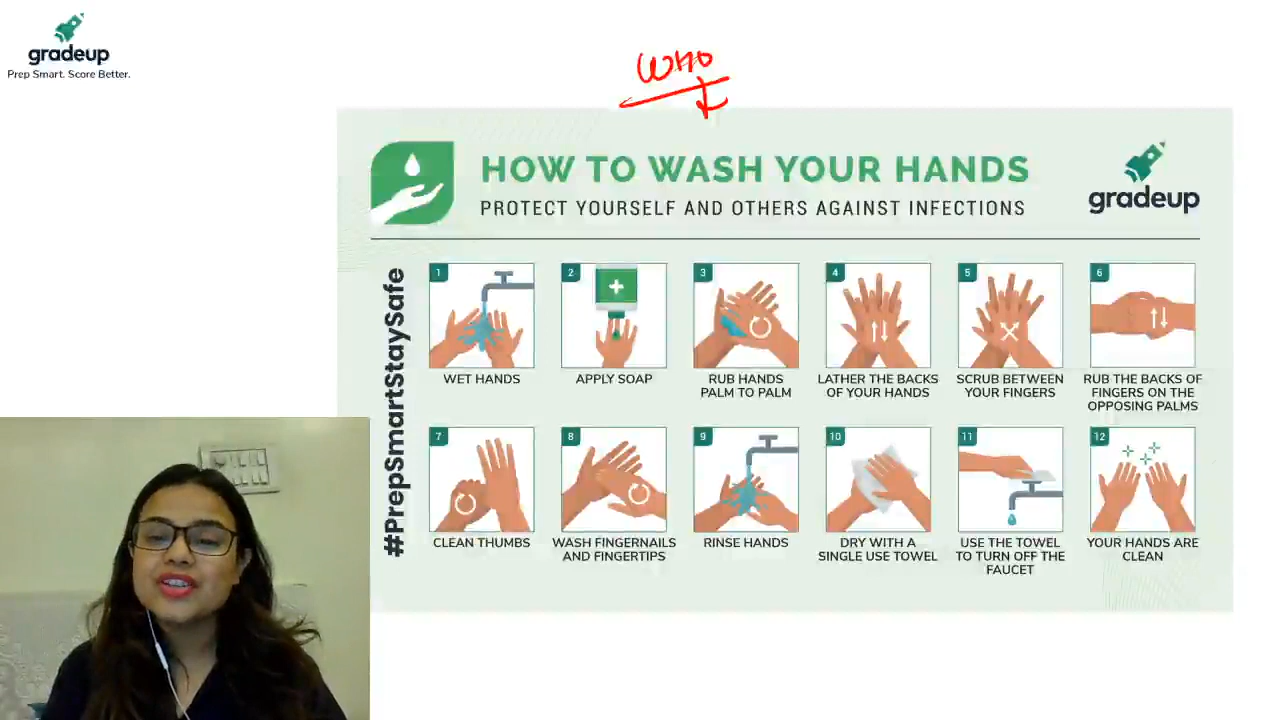 gradeup
Prep Smart. Score Better.
WHO
HOW TO WASH YOUR HANDS
PROTECT YOURSELF AND OTHERS AGAINST INFECTIONS
gradeup
#PrepSmartStaySafe
1
WET HANDS
2
APPLY SOAP
3
RUB HANDS
PALM TO PALM
4
LATHER THE BACKS
OF YOUR HANDS
5
SCRUB BETWEEN
YOUR FINGERS
6
RUB THE BACKS OF
FINGERS ON THE
OPPOSING PALMS
7
CLEAN THUMBS
8
WASH FINGERNAILS
AND FINGERTIPS
9
RINSE HANDS
10
DRY WITH A
SINGLE USE TOWEL
11
USE THE TOWEL
TO TURN OFF THE
FAUCET
12
YOUR HANDS ARE
CLEAN